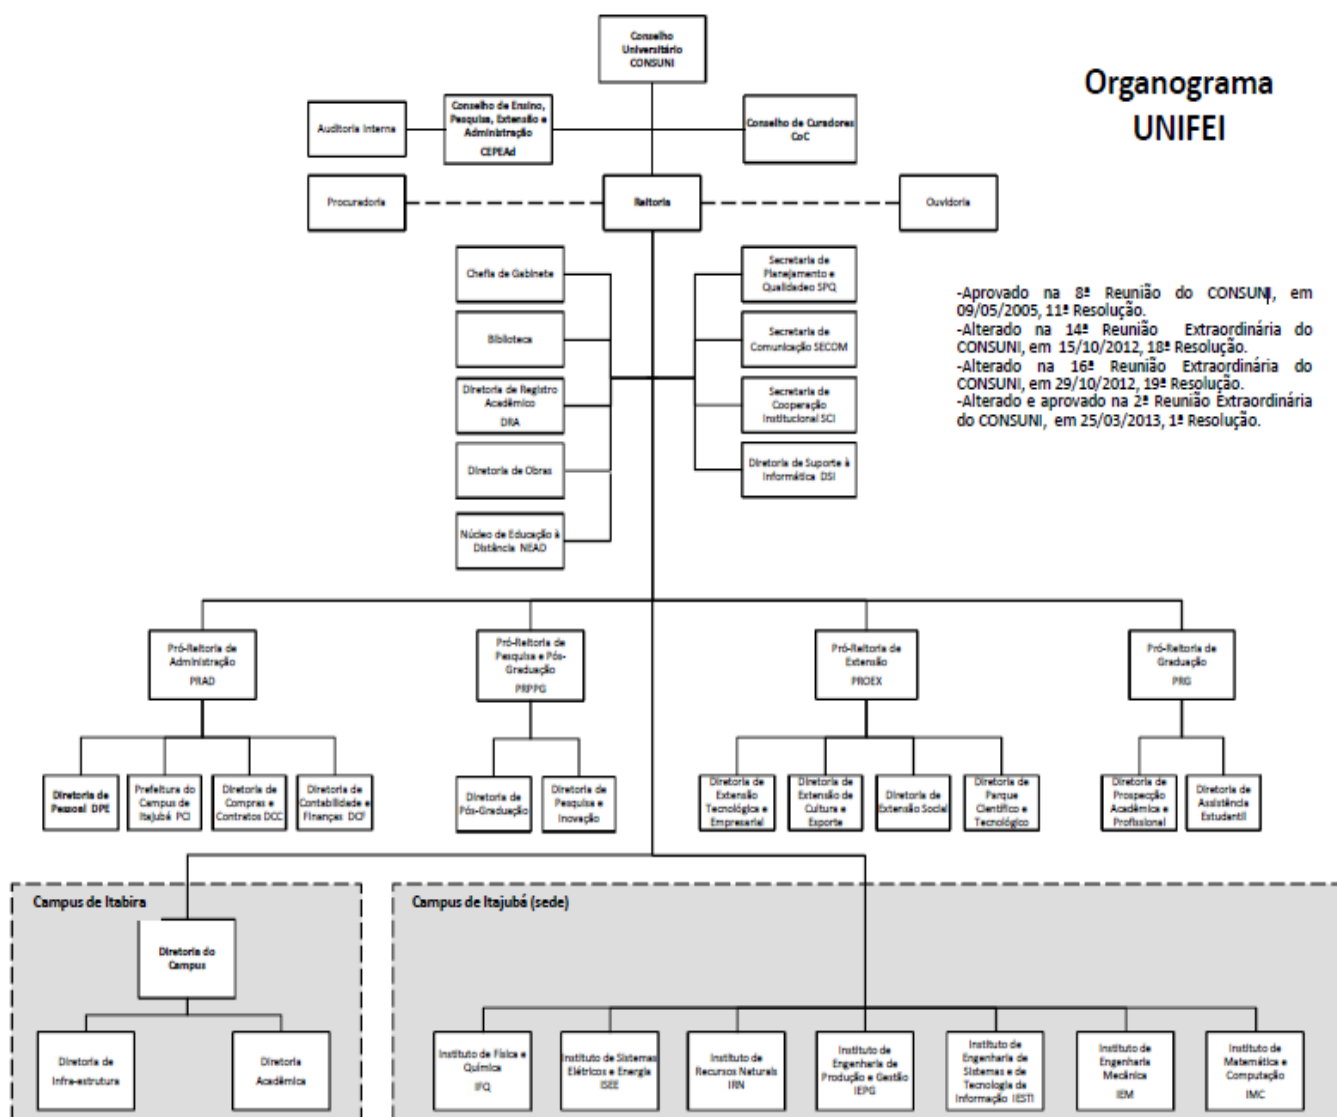 Conselho
Universitário
CONSUNI
Organograma
UNIFEI
Auditoria Interna
Conselho de Ensino,
Pesquisa, Extensão e
Administração
CEPEAd
Conselho de Curadores
CoC
Procuradoria
Reitoria
Ouvidoria
Chefia de Gabinete
Secretaria de
Planejamento e
Qualidadeo SPQ
Biblioteca
Secretaria de
Comunicação SECOM
Diretoria de Registro
Acadêmico
DRA
Secretaria de
Cooperação
Institucional SCI
Diretoria de Obras
Diretoria de Suporte à
Informática DSI
Núcleo de Educação à
Distância NEAD
-Aprovado na 8ª Reunião do CONSUNI, em
09/05/2005, 11ª Resolução.
-Alterado na 14ª Reunião Extraordinária do
CONSUNI, em 15/10/2012, 18ª Resolução.
-Alterado na 16ª Reunião Extraordinária do
CONSUNI, em 29/10/2012, 19ª Resolução.
-Alterado e aprovado na 2ª Reunião Extraordinária
do CONSUNI, em 25/03/2013, 1ª Resolução.
Pró-Reitoria de
Administração
PRAD
Pró-Reitoria de
Pesquisa e Pós-
Graduação
PRPPG
Pró-Reitoria de
Extensão
PROEX
Pró-Reitoria de
Graduação
PRG
Diretoria de
Pessoal DPE
Prefeitura do
Campus de
Itajubá PCI
Diretoria de
Compras e
Contratos DCC
Diretoria de
Contabilidade e
Finanças DCF
Diretoria de
Pós-Graduação
Diretoria de
Pesquisa e
Inovação
Diretoria de
Extensão
Tecnológica e
Empresarial
Diretoria de
Extensão de
Cultura e
Esporte
Diretoria de
Extensão Social
Diretoria de
Parque
Científico e
Tecnológico
Diretoria de
Prospecção
Acadêmica e
Profissional
Diretoria de
Assistência
Estudantil
Campus de Itabira
Diretoria do
Campus
Diretoria de
Infra-estrutura
Diretoria
Acadêmica
Campus de Itajubá (sede)
Instituto de Física e
Química
IFQ
Instituto de Sistemas
Elétricos e Energia
ISEE
Instituto de
Recursos Naturais
IRN
Instituto de
Engenharia de
Produção e Gestão
IEPG
Instituto de
Engenharia de
Sistemas e de
Tecnologia da
Informação IESTI
Instituto de
Engenharia
Mecânica
IEM
Instituto de
Matemática e
Computação
IMC